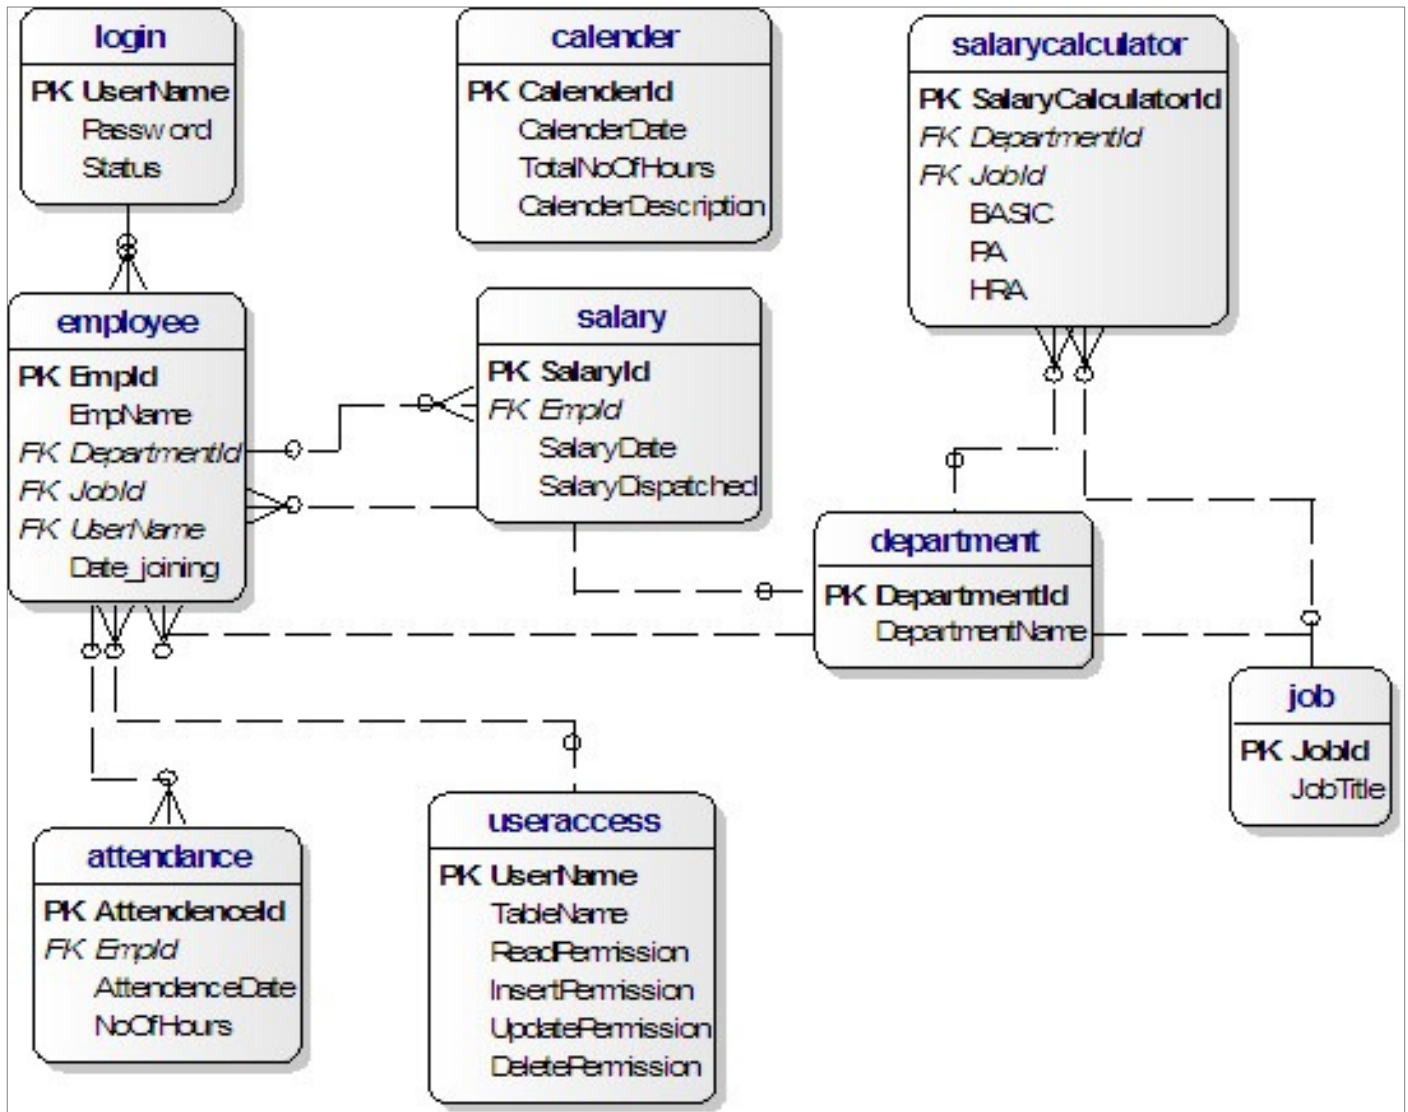 login
PK UserName
Password
Status
calender
PK CalenderId
CalenderDate
TotalNoOfHours
CalenderDescription
salarycalculator
PK SalaryCalculatorId
FK DepartmentId
FK JobId
BASIC
PA
HRA
employee
PK EmpId
EmpName
FK DepartmentId
FK JobId
FK UserName
Date_joining
salary
PK SalaryId
FK EmpId
SalaryDate
SalaryDispatched
department
PK DepartmentId
DepartmentName
job
PK JobId
JobTitle
attendance
PK AttendenceId
FK EmpId
AttendenceDate
NoOfHours
useraccess
PK UserName
TableName
ReadPermission
InsertPermission
UpdatePermission
DeletePermission